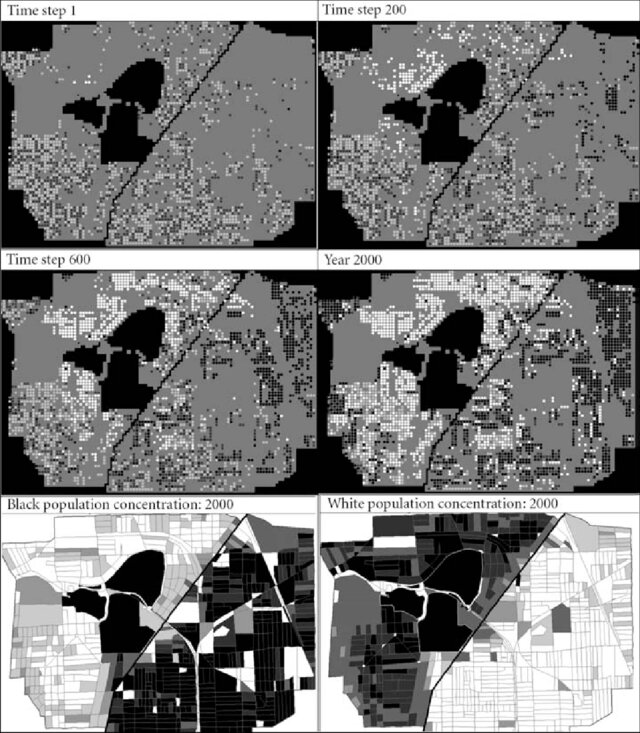 Time step 1
Time step 200
Time step 600
Year 2000
Black population concentration: 2000
White population concentration: 2000